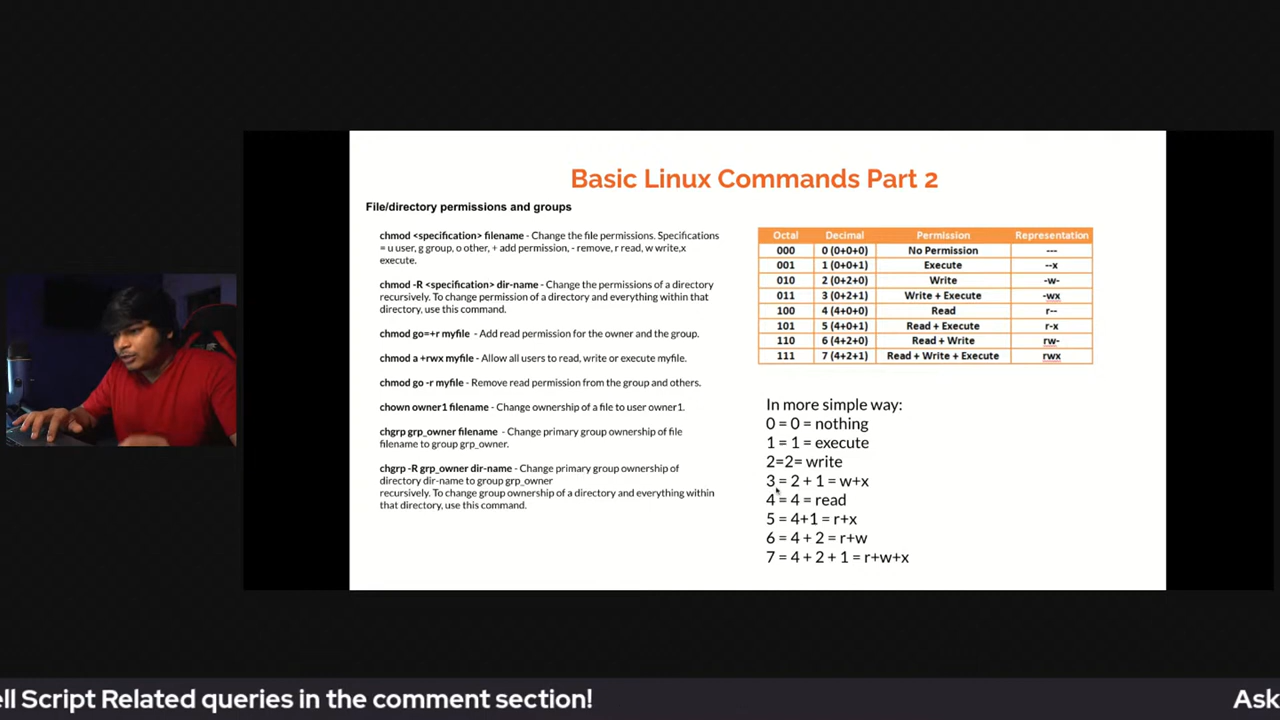 Basic Linux Commands Part 2
File/directory permissions and groups
chmod <specification> filename - Change the file permissions. Specifications
= u user, g group, o other, + add permission, - remove, r read, w write,x
execute.
chmod -R <specification> dir-name - Change the permissions of a directory
recursively. To change permission of a directory and everything within that
directory, use this command.
chmod go=+r myfile - Add read permission for the owner and the group.
chmod a +rwx myfile - Allow all users to read, write or execute myfile.
chmod go -r myfile - Remove read permission from the group and others.
chown owner1 filename - Change ownership of a file to user owner1.
chgrp grp_owner filename - Change primary group ownership of file
filename to group grp_owner.
chgrp -R grp_owner dir-name - Change primary group ownership of
directory dir-name to group grp_owner
recursively. To change group ownership of a directory and everything within
that directory, use this command.
Octal Decimal Permission Representation
000 0 (0+0+0) No Permission ---
001 1 (0+0+1) Execute --x
010 2 (0+2+0) Write -w-
011 3 (0+2+1) Write + Execute -wx
100 4 (4+0+0) Read r--
101 5 (4+0+1) Read + Execute r-x
110 6 (4+2+0) Read + Write rw-
111 7 (4+2+1) Read + Write + Execute rwx
In more simple way:
0 = 0 = nothing
1 = 1 = execute
2=2= write
3 = 2 + 1 = w+x
4 = 4 = read
5 = 4+1 = r+x
6 = 4 + 2 = r+w
7 = 4 + 2 + 1 = r+w+x
ell Script Related queries in the comment section! Ask